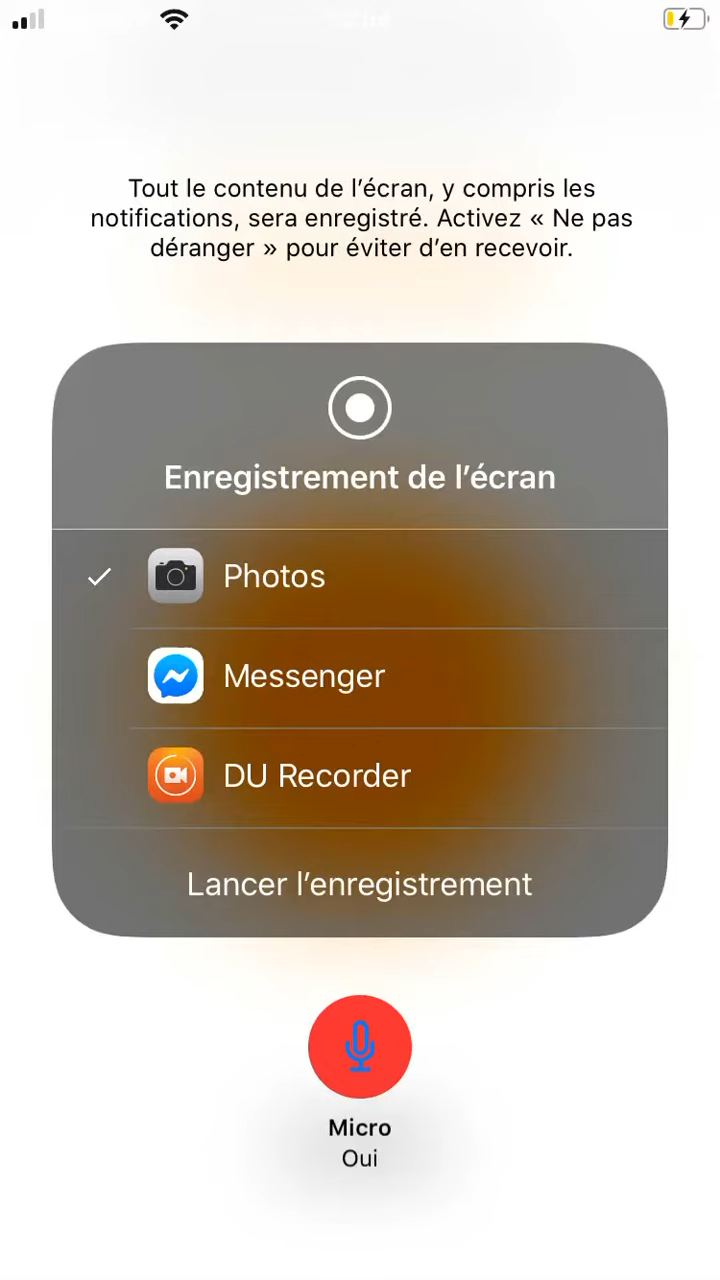 Tout le contenu de l’écran, y compris les
notifications, sera enregistré. Activez « Ne pas
déranger » pour éviter d’en recevoir.
Enregistrement de l’écran
Photos
Messenger
DU Recorder
Lancer l’enregistrement
Micro
Oui